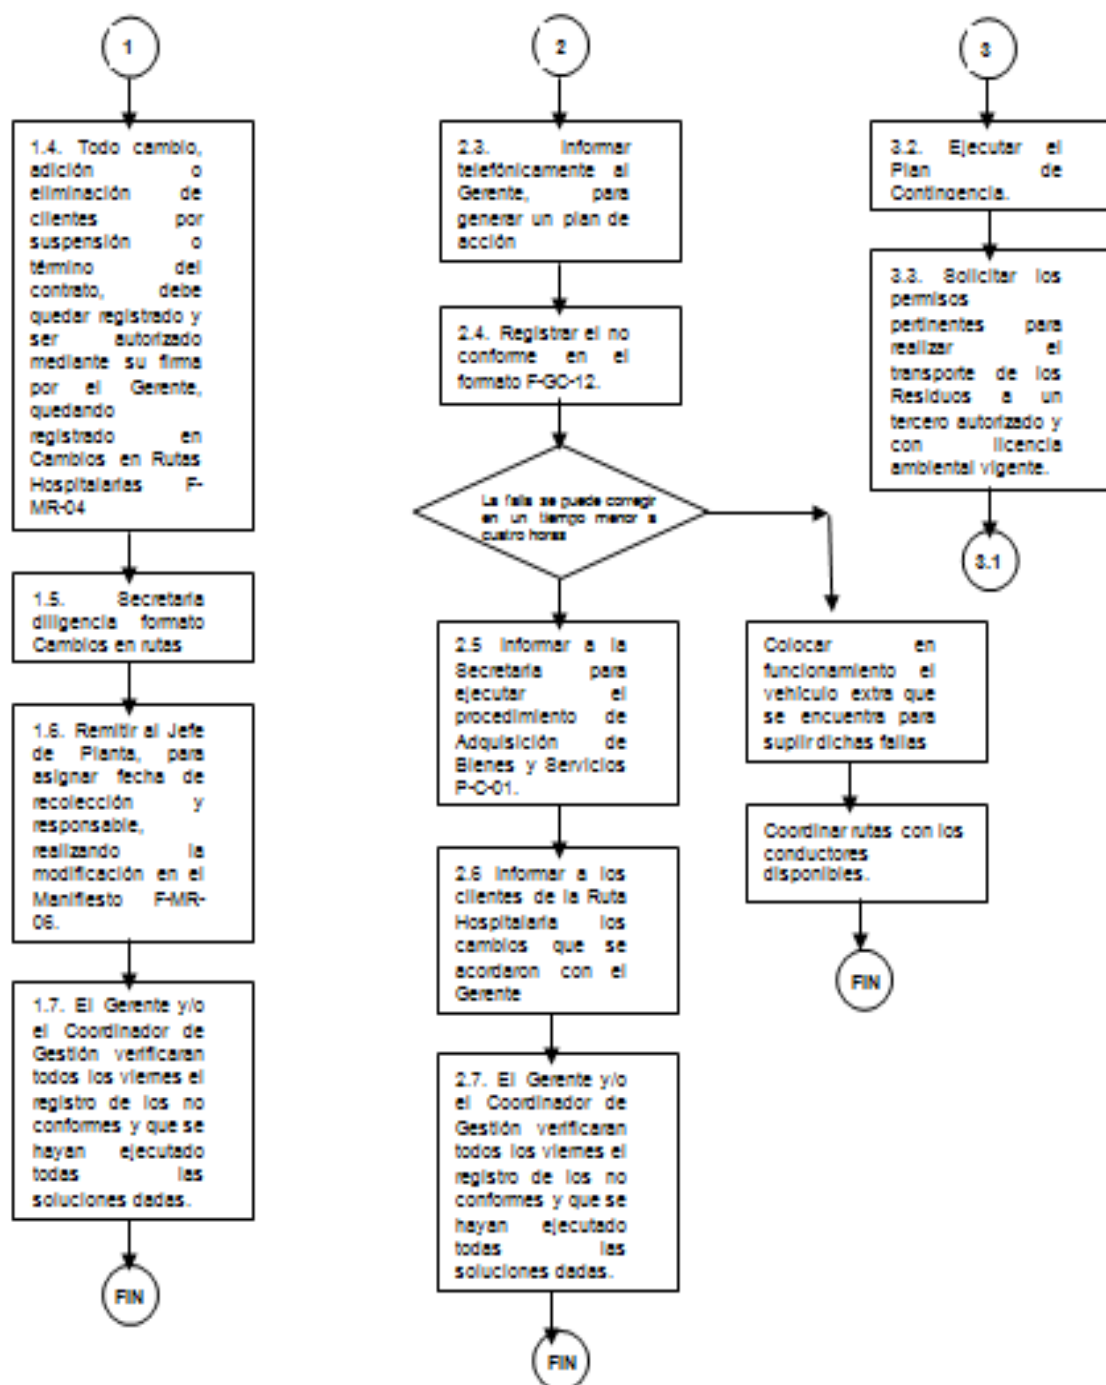 1
1.4. Todo cambio,
adición o
eliminación de
clientes por
suspensión o
término del
contrato, debe
quedar registrado y
ser autorizado
mediante su firma
por el Gerente,
quedando
registrado en
Cambios en Rutas
Hospitalarias F-
MR-04
1.5. Secretaria
diligencia formato
Cambios en rutas
1.6. Remitir al Jefe
de Planta, para
asignar fecha de
recolección y
responsable,
realizando la
modificación en el
Manifiesto F-MR-
06.
1.7. El Gerente y/o
el Coordinador de
Gestión verificaran
todos los viernes el
registro de los no
conformes y que se
hayan ejecutado
todas las
soluciones dadas.
FIN
2
2.3. Informar
telefónicamente al
Gerente, para
generar un plan de
acción
2.4. Registrar el no
conforme en el
formato F-GC-12.
La falla se puede corregir
en un tiempo menor a
cuatro horas
2.5 Informar a la
Secretaria para
ejecutar el
procedimiento de
Adquisición de
Bienes y Servicios
P-C-01.
2.6 Informar a los
clientes de la Ruta
Hospitalaria los
cambios que se
acordaron con el
Gerente
2.7. El Gerente y/o
el Coordinador de
Gestión verificaran
todos los viernes el
registro de los no
conformes y que se
hayan ejecutado
todas las
soluciones dadas.
FIN
Colocar en
funcionamiento el
vehículo extra que
se encuentra para
suplir dichas fallas
Coordinar rutas con los
conductores
disponibles.
FIN
3
3.2. Ejecutar el
Plan de
Contingencia.
3.3. Solicitar los
permisos
pertinentes para
realizar el
transporte de los
Residuos a un
tercero autorizado y
con licencia
ambiental vigente.
3.1